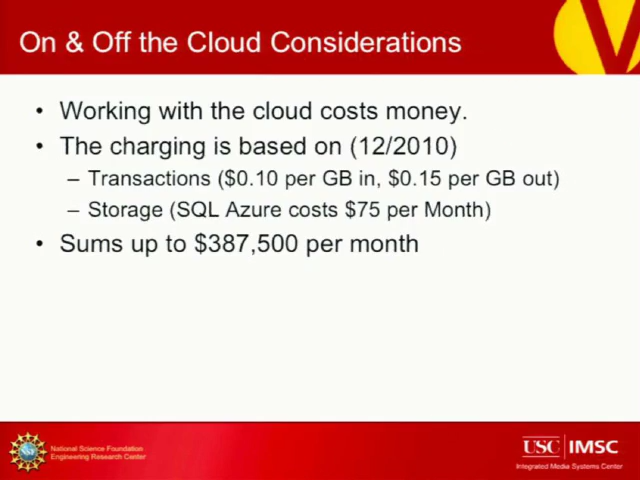 On & Off the Cloud Considerations
• Working with the cloud costs money.
• The charging is based on (12/2010)
– Transactions ($0.10 per GB in, $0.15 per GB out)
– Storage (SQL Azure costs $75 per Month)
• Sums up to $387,500 per month
National Science Foundation
Engineering Research Center
USC IMSC
Integrated Media Systems Center